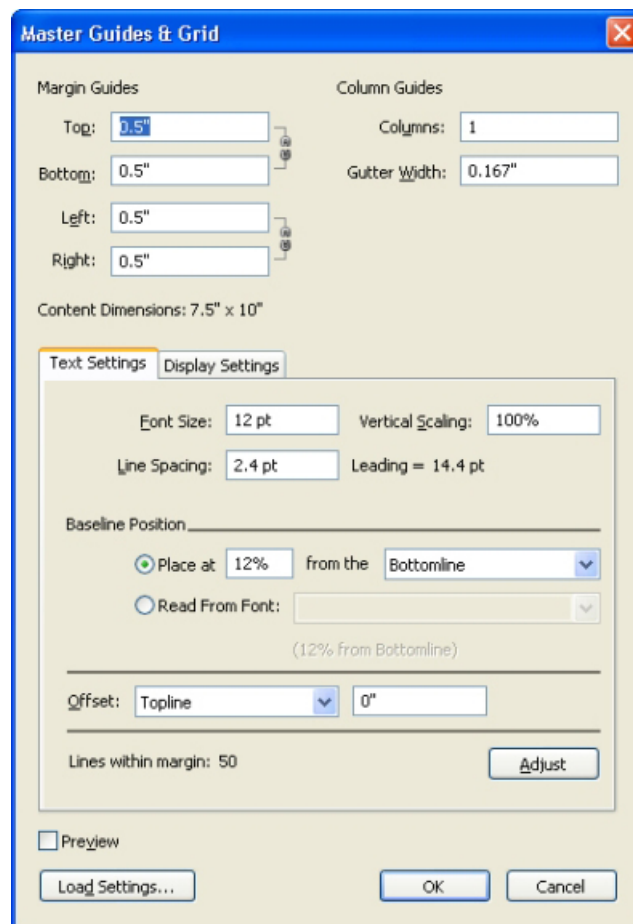 Master Guides & Grid
Margin Guides
Top: 0.5"
Bottom: 0.5"
Left: 0.5"
Right: 0.5"
Column Guides
Columns: 1
Gutter Width: 0.167"
Content Dimensions: 7.5" x 10"
Text Settings Display Settings
Font Size: 12 pt Vertical Scaling: 100%
Line Spacing: 2.4 pt Leading = 14.4 pt
Baseline Position
Place at 12% from the Bottomline
Read From Font:
(12% from Bottomline)
Offset: Topline 0"
Lines within margin: 50 Adjust
Preview
Load Settings... OK Cancel